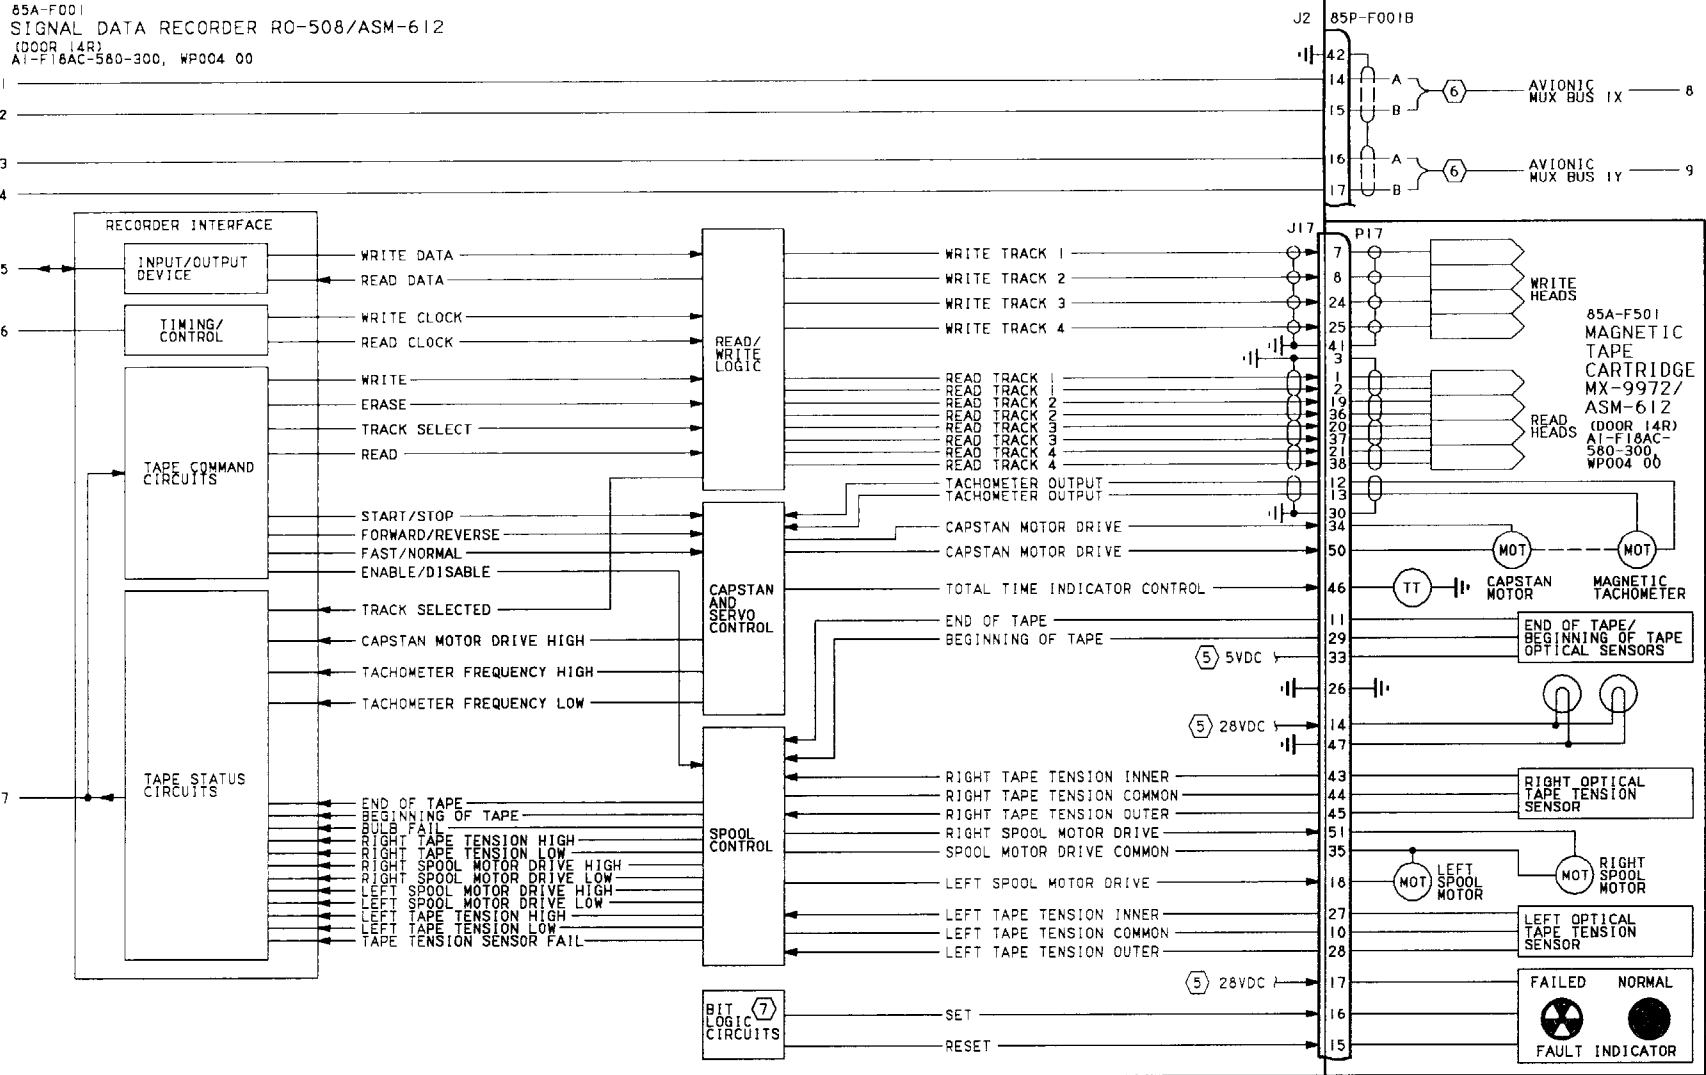 85A-F001
SIGNAL DATA RECORDER RO-508/ASM-612
(DOOR 14R)
A1-F18AC-580-300, WP004 00
J2
85P-F001B
42
1
14
A
6
AVIONIC
MUX BUS 1X
8
2
15
B
3
16
A
6
AVIONIC
MUX BUS 1Y
9
4
17
B
RECORDER INTERFACE
5
INPUT/OUTPUT
DEVICE
6
TIMING/
CONTROL
TAPE COMMAND
CIRCUITS
7
TAPE STATUS
CIRCUITS
WRITE DATA
READ DATA
WRITE CLOCK
READ CLOCK
WRITE
ERASE
TRACK SELECT
READ
START/STOP
FORWARD/REVERSE
FAST/NORMAL
ENABLE/DISABLE
TRACK SELECTED
CAPSTAN MOTOR DRIVE HIGH
TACHOMETER FREQUENCY HIGH
TACHOMETER FREQUENCY LOW
END OF TAPE
BEGINNING OF TAPE
BULB FAIL
RIGHT TAPE TENSION HIGH
RIGHT TAPE TENSION LOW
RIGHT SPOOL MOTOR DRIVE HIGH
RIGHT SPOOL MOTOR DRIVE LOW
LEFT SPOOL MOTOR DRIVE HIGH
LEFT SPOOL MOTOR DRIVE LOW
LEFT TAPE TENSION HIGH
LEFT TAPE TENSION LOW
TAPE TENSION SENSOR FAIL
READ/
WRITE
LOGIC
CAPSTAN
AND
SERVO
CONTROL
SPOOL
CONTROL
BIT 7
LOGIC
CIRCUITS
J17
P17
WRITE TRACK 1
7
WRITE TRACK 2
8
WRITE TRACK 3
24
WRITE TRACK 4
25
41
3
READ TRACK 1
1
READ TRACK 1
2
READ TRACK 2
19
READ TRACK 2
36
READ TRACK 3
20
READ TRACK 3
37
READ TRACK 4
21
READ TRACK 4
38
TACHOMETER OUTPUT
12
TACHOMETER OUTPUT
13
30
CAPSTAN MOTOR DRIVE
34
CAPSTAN MOTOR DRIVE
50
TOTAL TIME INDICATOR CONTROL
46
END OF TAPE
11
BEGINNING OF TAPE
29
5 5VDC
33
26
5 28VDC
14
47
RIGHT TAPE TENSION INNER
43
RIGHT TAPE TENSION COMMON
44
RIGHT TAPE TENSION OUTER
45
RIGHT SPOOL MOTOR DRIVE
51
SPOOL MOTOR DRIVE COMMON
35
LEFT SPOOL MOTOR DRIVE
18
LEFT TAPE TENSION INNER
27
LEFT TAPE TENSION COMMON
10
LEFT TAPE TENSION OUTER
28
5 28VDC
17
SET
16
RESET
15
WRITE
HEADS
READ
HEADS
85A-F501
MAGNETIC
TAPE
CARTRIDGE
MX-9972/
ASM-612
(DOOR 14R)
A1-F18AC-
580-300,
WP004 00
MOT
MOT
CAPSTAN
MOTOR
MAGNETIC
TACHOMETER
TT
END OF TAPE/
BEGINNING OF TAPE
OPTICAL SENSORS
RIGHT OPTICAL
TAPE TENSION
SENSOR
MOT
LEFT
SPOOL
MOTOR
MOT
RIGHT
SPOOL
MOTOR
LEFT OPTICAL
TAPE TENSION
SENSOR
FAILED
NORMAL
FAULT INDICATOR